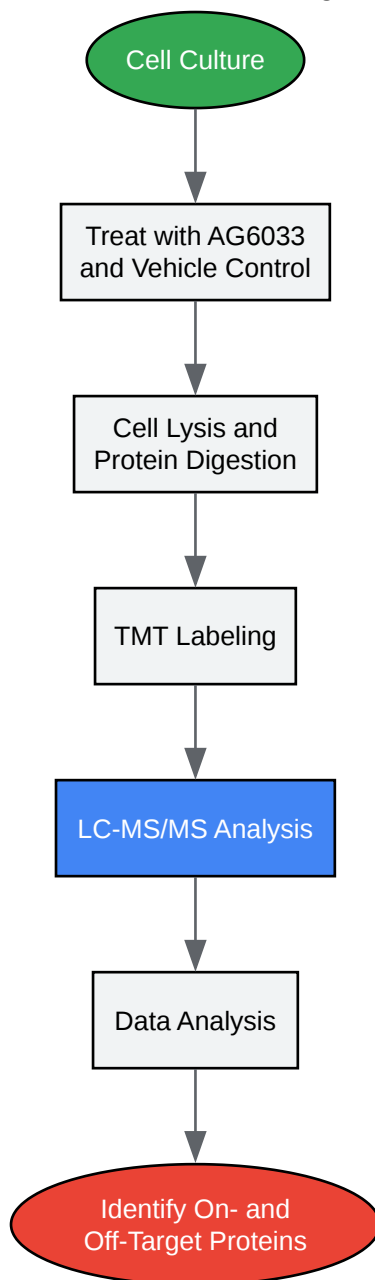 Cell Culture
Treat with AG6033
and Vehicle Control
Cell Lysis and
Protein Digestion
TMT Labeling
LC-MS/MS Analysis
Data Analysis
Identify On- and
Off-Target Proteins